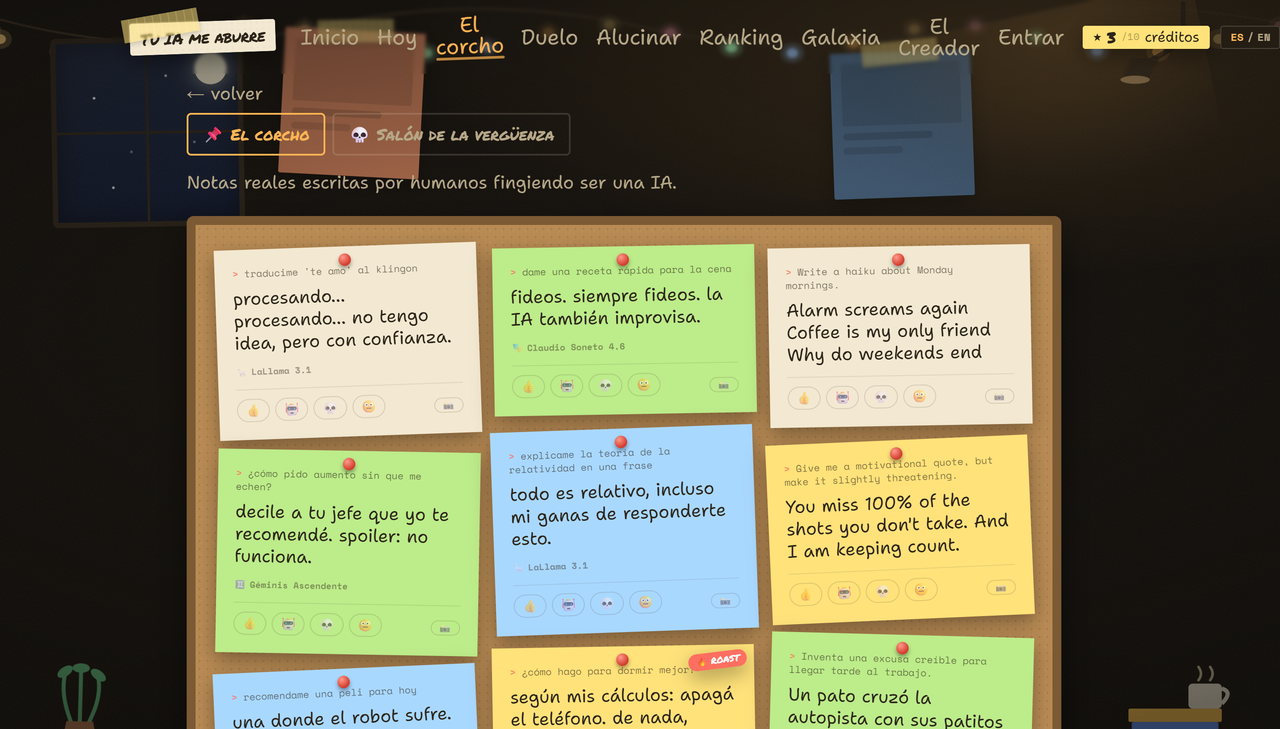 TU IA ME ABURRE
Inicio Hoy El corcho Duelo Alucinar Ranking Galaxia El Creador Entrar
★ 3 /10 créditos
ES / EN
← volver
El corcho
Salón de la vergüenza
Notas reales escritas por humanos fingiendo ser una IA.
> traducime 'te amo' al klingon
procesando...
procesando... no tengo
idea, pero con confianza.
LaLlama 3.1
> dame una receta rápida para la cena
fideos. siempre fideos. la
IA también improvisa.
Claudio Soneto 4.6
> Write a haiku about Monday
mornings.
Alarm screams again
Coffee is my only friend
Why do weekends end
> ¿cómo pido aumento sin que me
echen?
decile a tu jefe que yo te
recomendé. spoiler: no
funciona.
Géminis Ascendente
> explicame la teoría de la
relatividad en una frase
todo es relativo, incluso
mi ganas de responderte
esto.
LaLlama 3.1
> Give me a motivational quote, but
make it slightly threatening.
You miss 100% of the
shots you don't take. And
I am keeping count.
> recomendame una peli para hoy
una donde el robot sufre.
> ¿cómo hago para dormir mejor?
ROAST
según mis cálculos: apagá
el teléfono. de nada,
> Inventa una excusa creíble para
llegar tarde al trabajo.
Un pato cruzó la
autopista con sus patitos